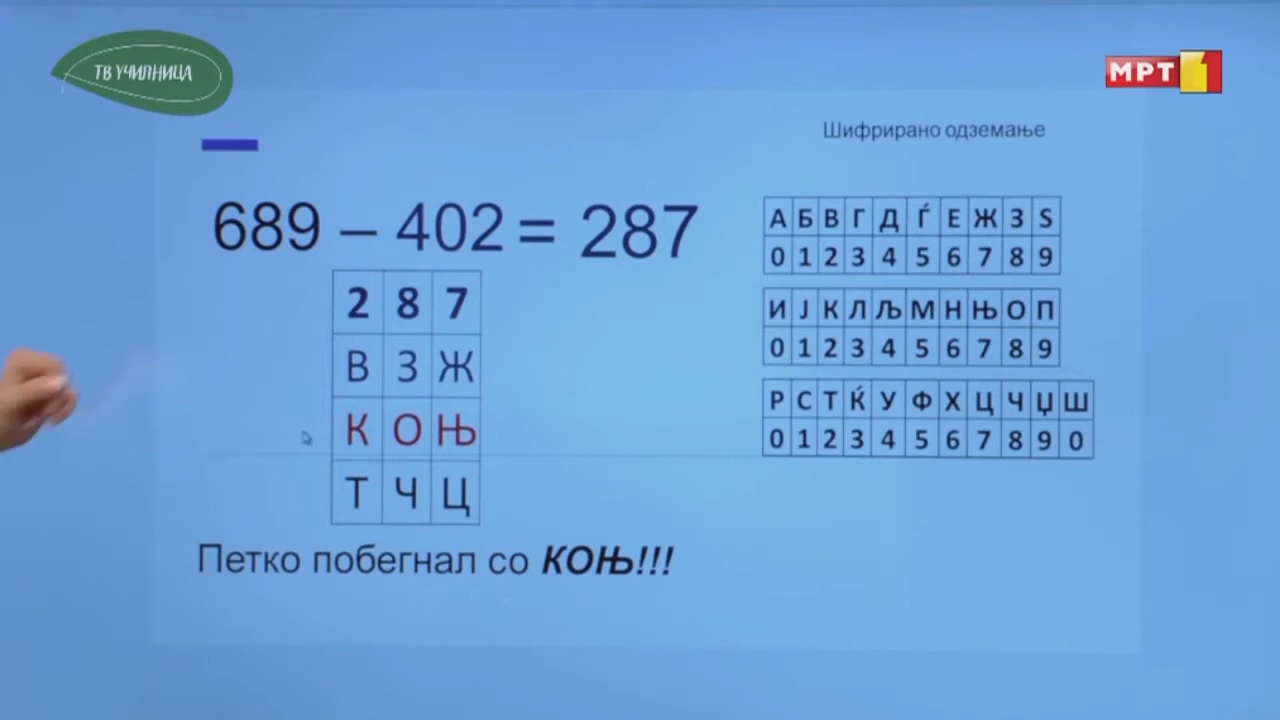 ТВ УЧИЛНИЦА
МРТ 1
Шифрирано одземање
689 – 402 = 287
2 8 7
В З Ж
К О Њ
Т Ч Ц
А Б В Г Д Ѓ Е Ж З Ѕ
0 1 2 3 4 5 6 7 8 9
И Ј К Л Љ М Н Њ О П
0 1 2 3 4 5 6 7 8 9
Р С Т Ќ У Ф Х Ц Ч Џ Ш
0 1 2 3 4 5 6 7 8 9 0
Петко побегнал со КОЊ!!!